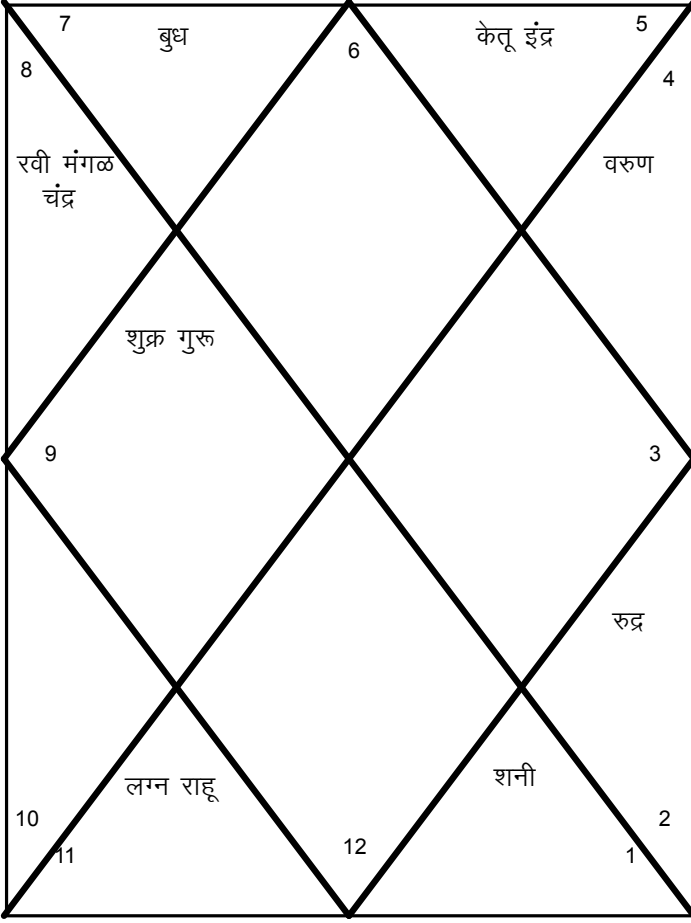 7
बुध
6
केतू इंद्र
5
8
4
रवी मंगळ
चंद्र
वरुण
शुक्र गुरू
9
3
रुद्र
लग्न राहू
शनी
10
11
12
1
2